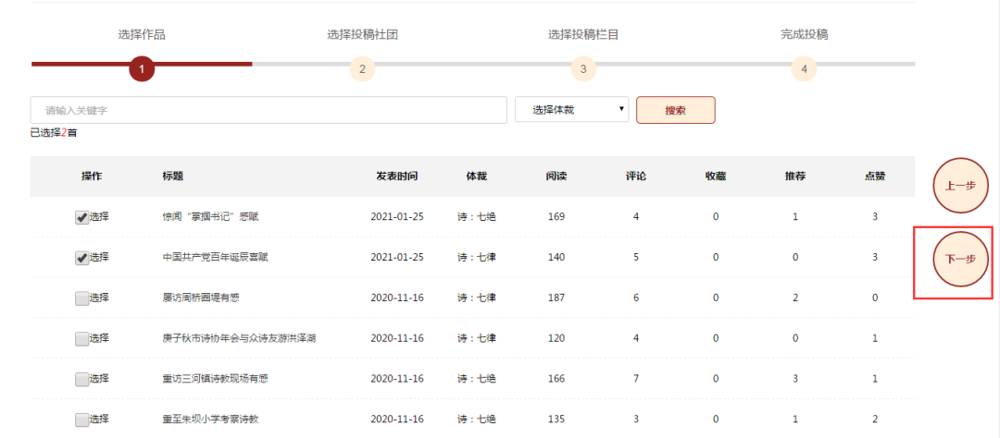 选择作品 选择投稿社团 选择投稿栏目 完成投稿
1 2 3 4
请输入关键字 选择体裁 搜索
已选择2首
操作 标题 发表时间 体裁 阅读 评论 收藏 推荐 点赞
上一步
选择 惊闻“掌掴书记”感赋 2021-01-25 诗：七绝 169 4 0 1 3
选择 中国共产党百年诞辰喜赋 2021-01-25 诗：七律 140 5 0 0 3
下一步
选择 屡访周桥圆堤有感 2020-11-16 诗：七律 187 6 0 2 0
选择 庚子秋市诗协年会与众诗友游洪泽湖 2020-11-16 诗：七律 120 4 0 0 1
选择 重访三河镇诗教现场有感 2020-11-16 诗：七绝 166 7 0 3 1
选择 重至朱坝小学考察诗教 2020-11-16 诗：七绝 135 3 0 1 2